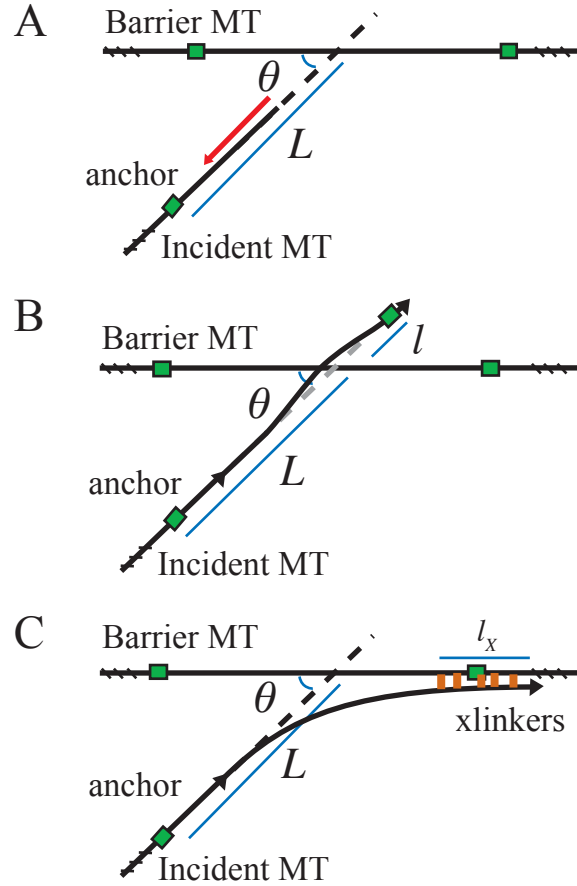 A
Barrier MT
θ
L
anchor
Incident MT
B
Barrier MT
l
θ
L
anchor
Incident MT
C
Barrier MT
l_X
θ
xlinkers
L
anchor
Incident MT